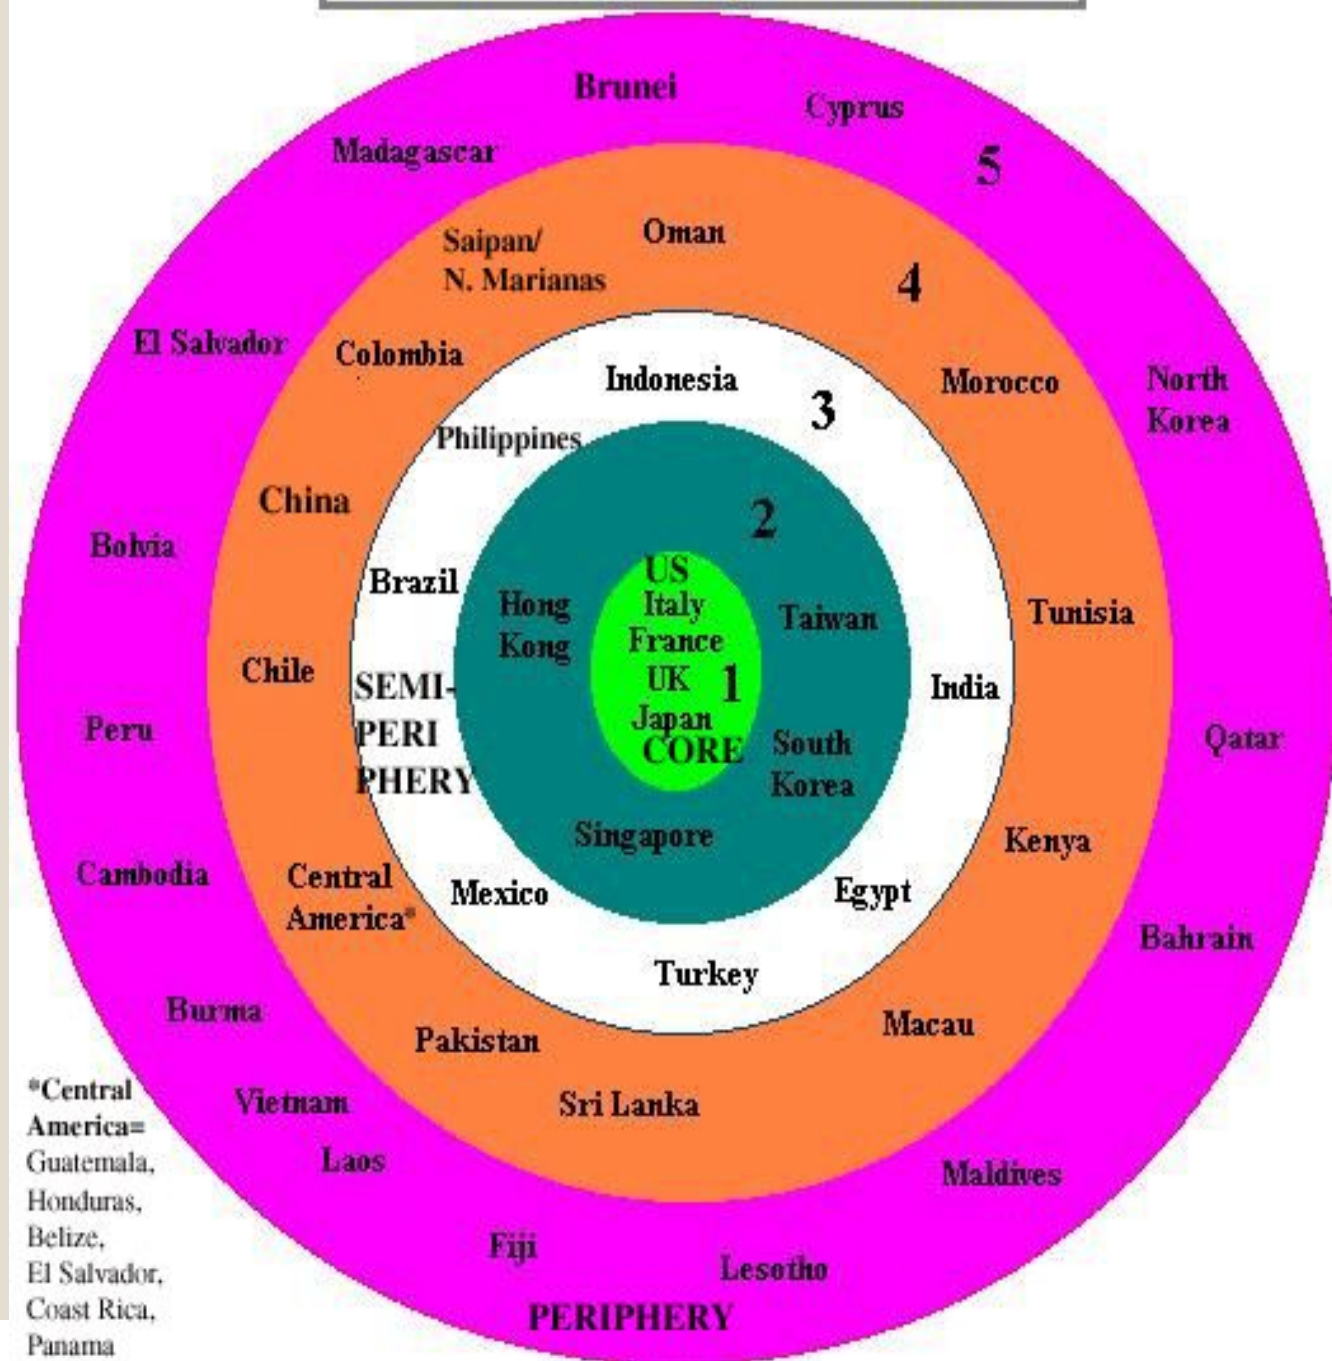 Brunei
Cyprus
Madagascar
5
Saipan/
N. Marianas
Oman
4
El Salvador
Colombia
Indonesia
3
Morocco
North
Korea
Philippines
China
2
Bolvia
Brazil
Hong
Kong
US
Italy
France
UK
1
Japan
CORE
Taiwan
Tunisia
Chile
SEMI-
PERI
PHERY
India
Peru
South
Korea
Qatar
Singapore
Kenya
Cambodia
Central
America*
Mexico
Egypt
Bahrain
Turkey
Burma
Pakistan
Macau
Vietnam
Sri Lanka
Laos
Maldives
Fiji
Lesotho
PERIPHERY
*Central
America=
Guatemala,
Honduras,
Belize,
El Salvador,
Coast Rica,
Panama